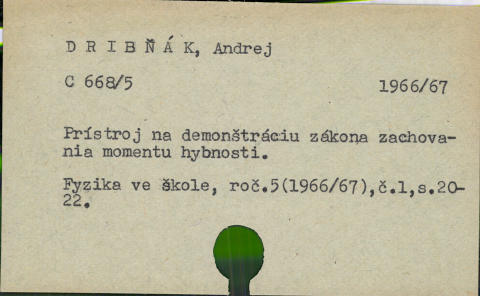 D R I B Ň Á K, Andrej
C 668/5 1966/67
Prístroj na demonštráciu zákona zachova-
nia momentu hybnosti.
Fyzika ve škole, roč.5(1966/67),č.1,s.20-
22.